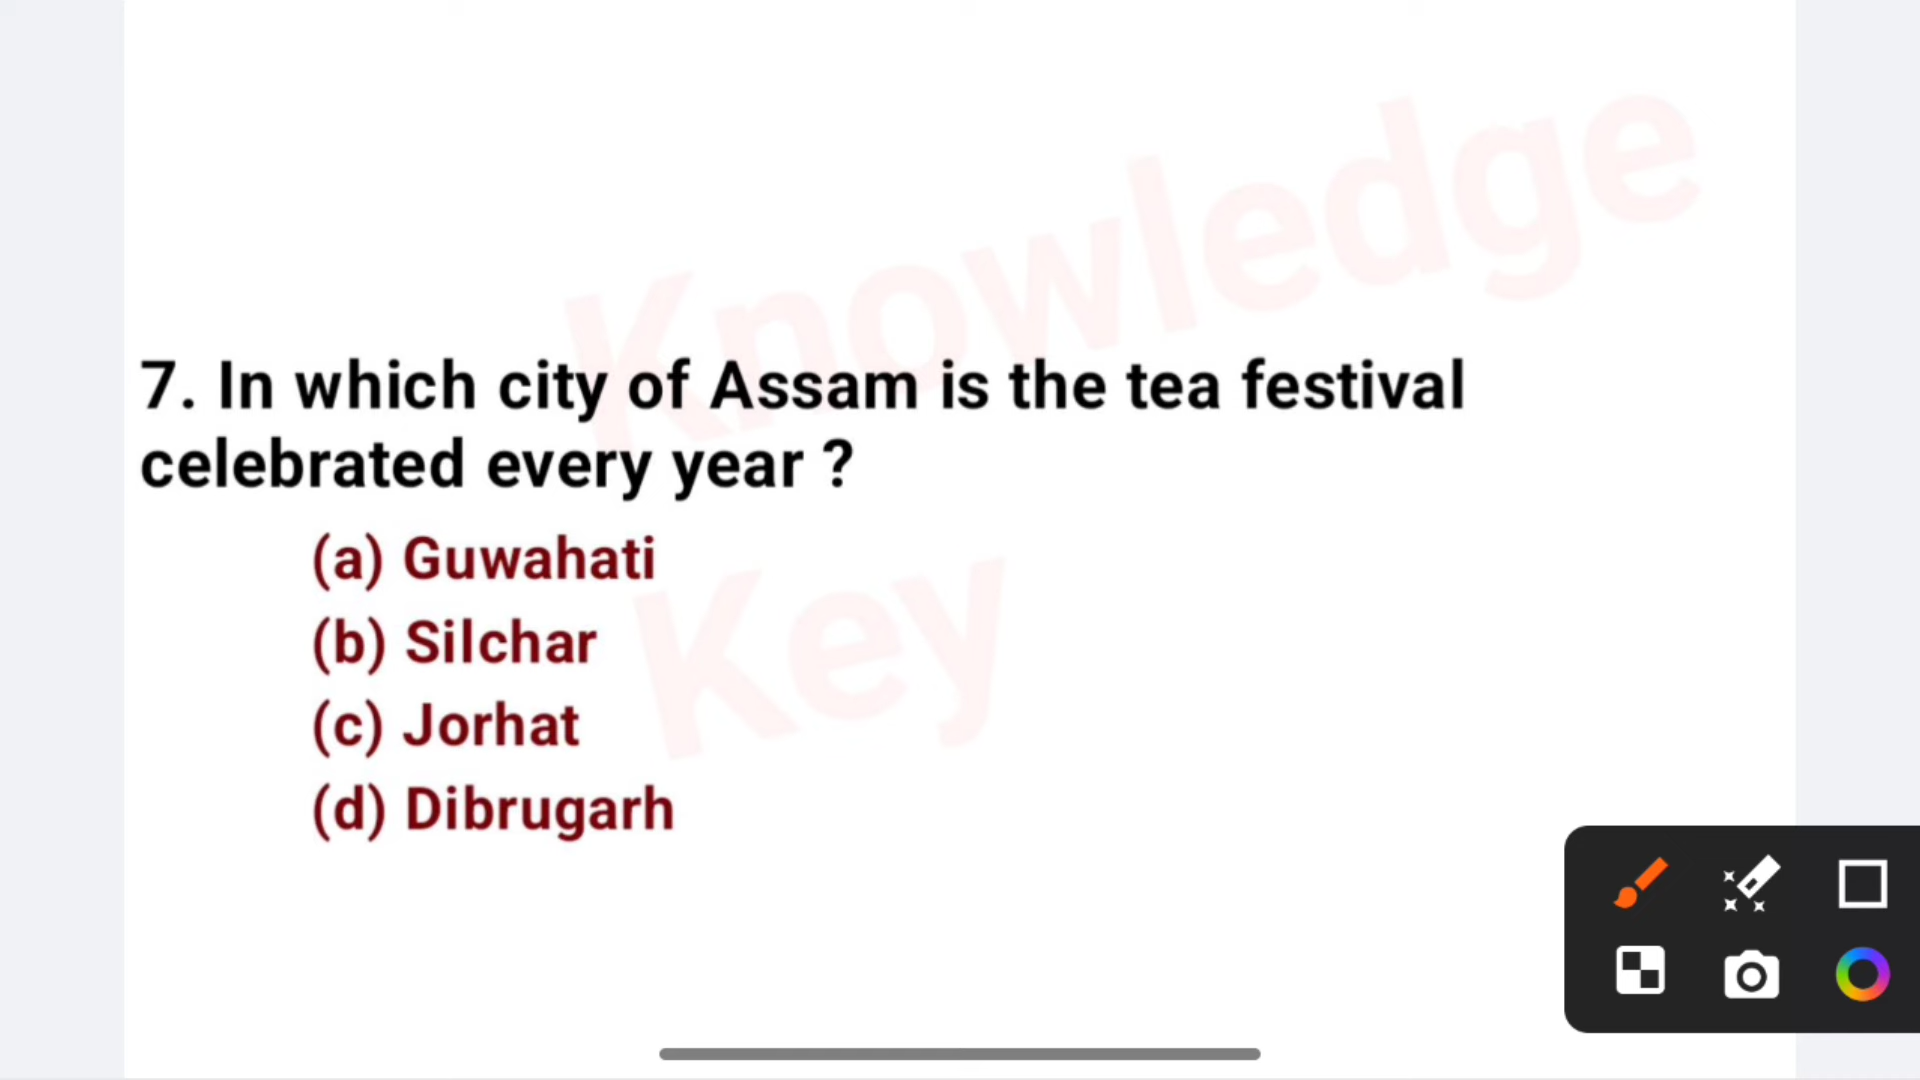 Knowledge
Key
7. In which city of Assam is the tea festival
celebrated every year ?
(a) Guwahati
(b) Silchar
(c) Jorhat
(d) Dibrugarh